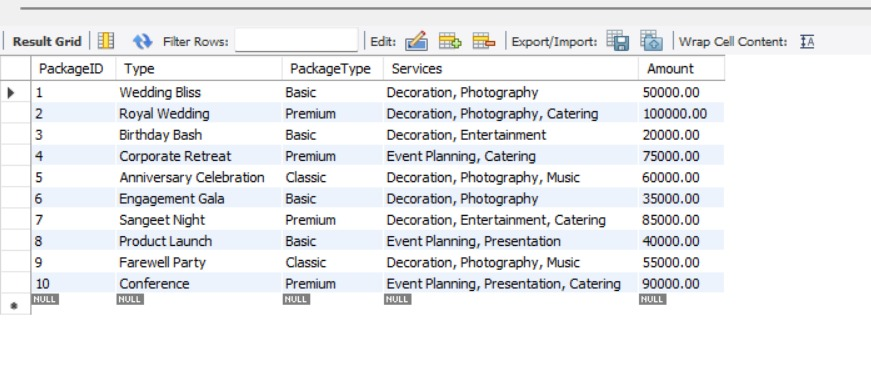 Result Grid Filter Rows: Edit: Export/Import: Wrap Cell Content: IA
PackageID Type PackageType Services Amount
1 Wedding Bliss Basic Decoration, Photography 50000.00
2 Royal Wedding Premium Decoration, Photography, Catering 100000.00
3 Birthday Bash Basic Decoration, Entertainment 20000.00
4 Corporate Retreat Premium Event Planning, Catering 75000.00
5 Anniversary Celebration Classic Decoration, Photography, Music 60000.00
6 Engagement Gala Basic Decoration, Photography 35000.00
7 Sangeet Night Premium Decoration, Entertainment, Catering 85000.00
8 Product Launch Basic Event Planning, Presentation 40000.00
9 Farewell Party Classic Decoration, Photography, Music 55000.00
10 Conference Premium Event Planning, Presentation, Catering 90000.00
NULL NULL NULL NULL NULL